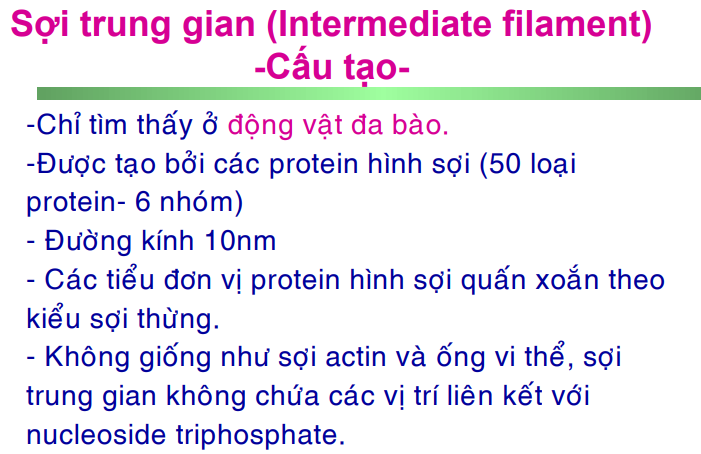 Sợi trung gian (Intermediate filament)
-Cấu tạo-
-Chỉ tìm thấy ở động vật đa bào.
-Được tạo bởi các protein hình sợi (50 loại
protein- 6 nhóm)
- Đường kính 10nm
- Các tiểu đơn vị protein hình sợi quấn xoắn theo
kiểu sợi thừng.
- Không giống như sợi actin và ống vi thể, sợi
trung gian không chứa các vị trí liên kết với
nucleoside triphosphate.